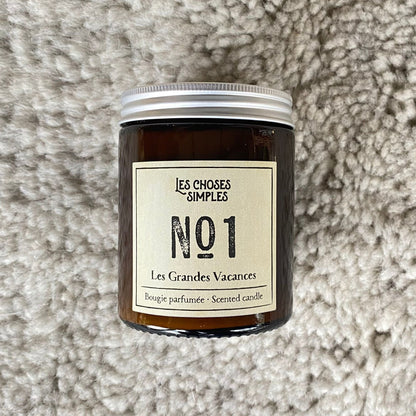 LES CHOSES
SIMPLES
No1
Les Grandes Vacances
Bougie parfumée · Scented candle